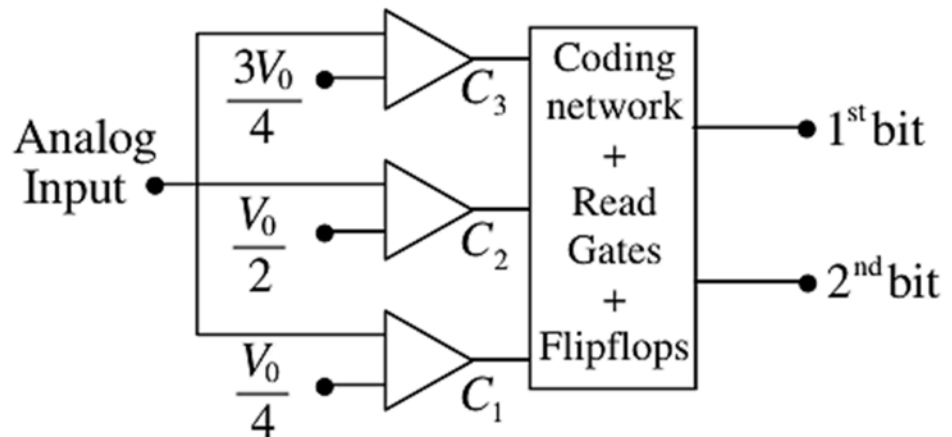 3V₀/4
C₃
Analog
Input
V₀/2
C₂
V₀/4
C₁
Coding
network
+
Read
Gates
+
Flipflops
1ˢᵗ bit
2ⁿᵈ bit